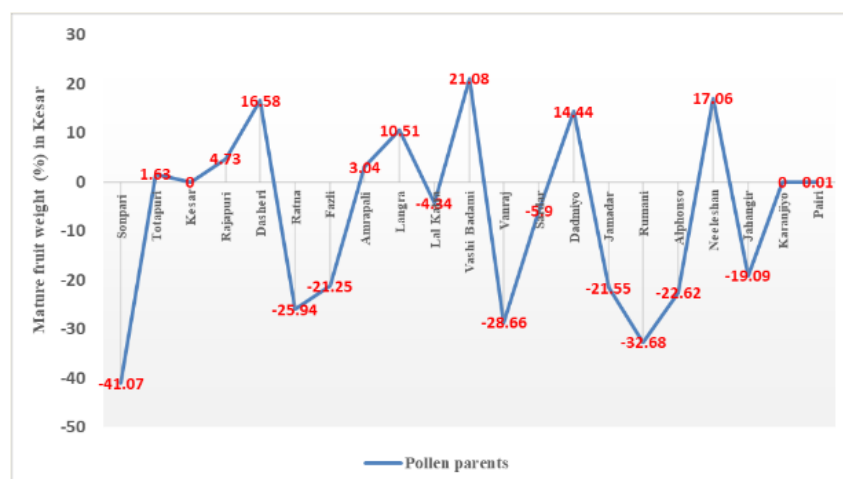 Mature fruit weight (%) in Kesar
30
20
10
0
-10
-20
-30
-40
-50
-41.07
1.63
0
4.73
16.58
-25.94
-21.25
3.04
10.51
-4.34
21.08
-28.66
-5.9
14.44
-21.55
-32.68
-22.62
17.06
-19.09
0
0.01
Sonpari
Totapuri
Kesar
Rajapuri
Dasheri
Ratna
Fazli
Amrapali
Langra
Lal
Vashi Badami
Vanraj
Dadmiyo
Jamadar
Rumani
Alphonso
Neeleshan
Jahangir
Karanjiyo
Pairi
Pollen parents